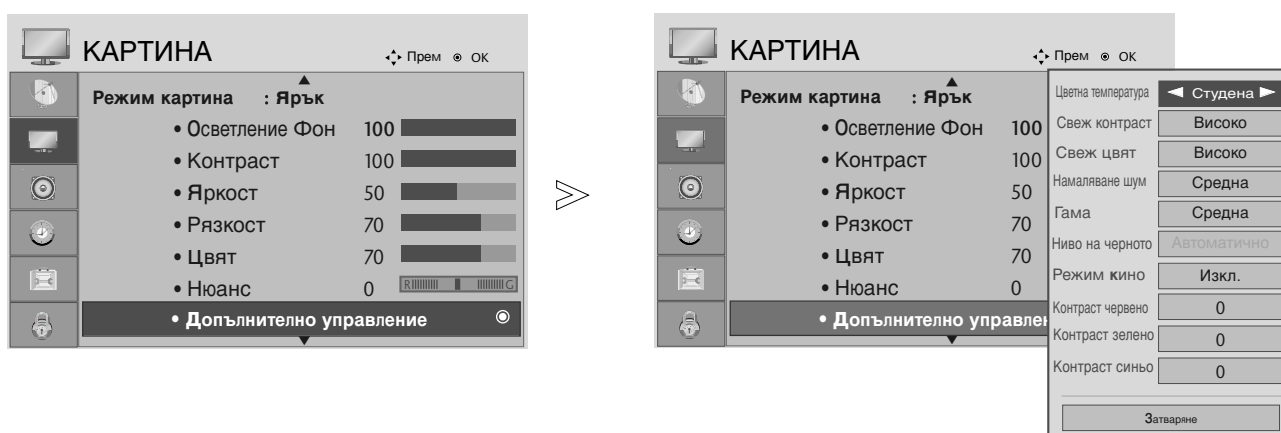 КАРТИНА
Прем ОК
Режим картина : Ярък
• Осветление Фон 100
• Контраст 100
• Яркост 50
• Рязкост 70
• Цвят 70
• Нюанс 0 R G
• Допълнително управление
КАРТИНА
Прем ОК
Режим картина : Ярък
• Осветление Фон 100
• Контраст 100
• Яркост 50
• Рязкост 70
• Цвят 70
• Нюанс 0
• Допълнително управлен
Цветна температура ◄ Студена ►
Свеж контраст Високо
Свеж цвят Високо
Намаляване шум Средна
Гама Средна
Ниво на черното Автоматично
Режим кино Изкл.
Контраст червено 0
Контраст зелено 0
Контраст синьо 0
Затваряне